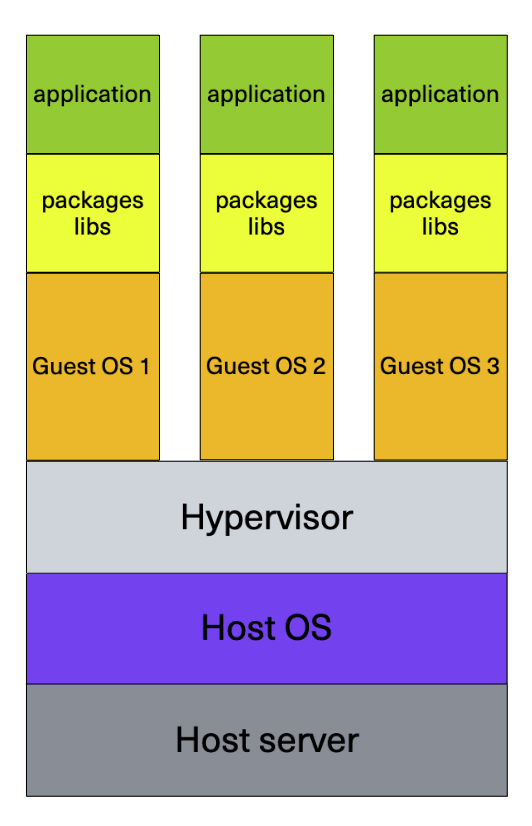 application
application
application
packages
libs
packages
libs
packages
libs
Guest OS 1
Guest OS 2
Guest OS 3
Hypervisor
Host OS
Host server